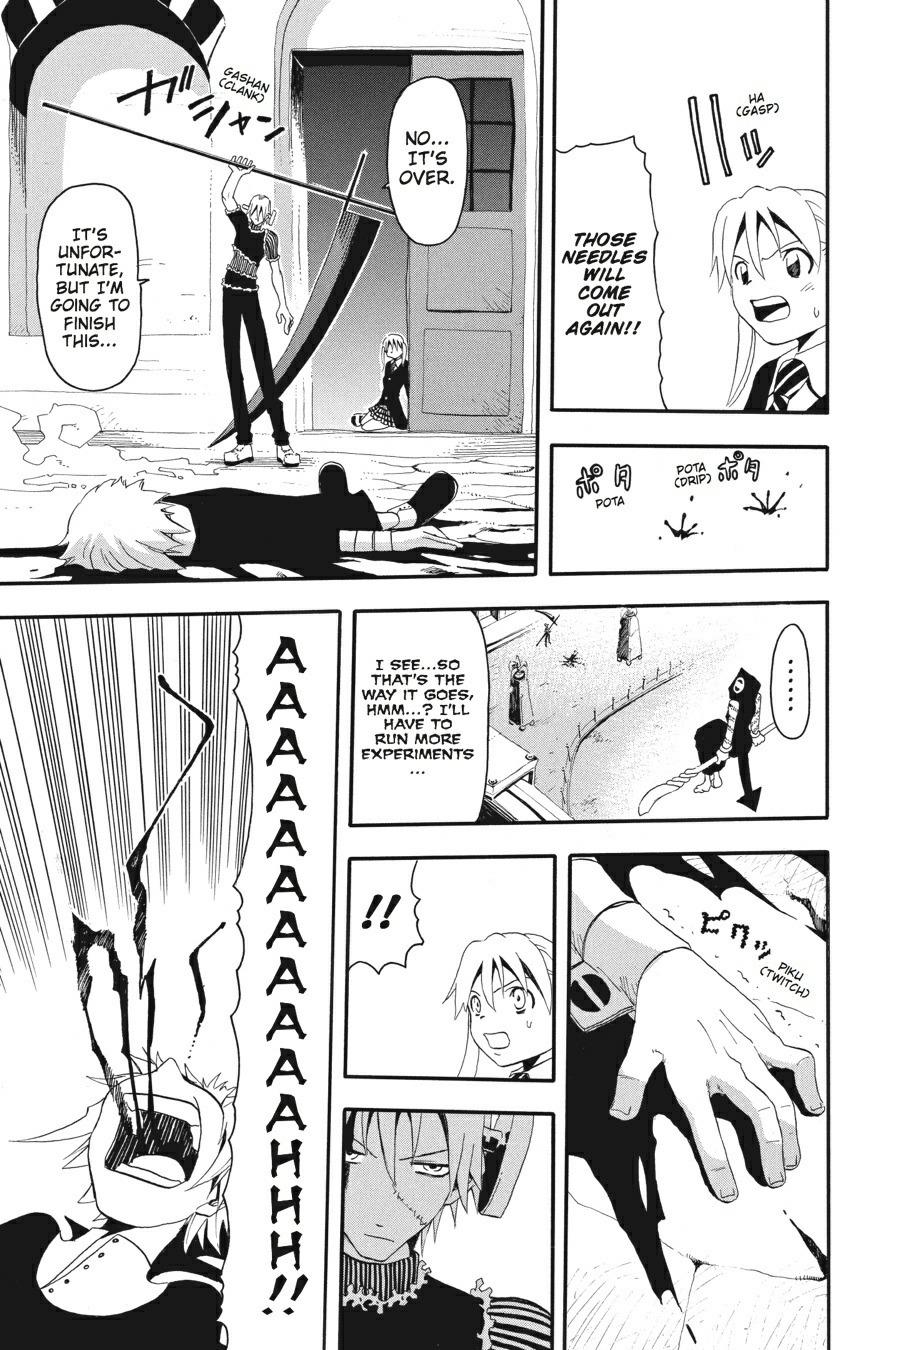 ハッ
HA
(GASP)
THOSE
NEEDLES
WILL
COME
OUT
AGAIN!!
NO...
IT'S
OVER.
ガシャン
GASHAN
(CLANK)
IT'S
UNFOR-
TUNATE,
BUT I'M
GOING TO
FINISH
THIS...
ポタ
POTA
(DRIP)
ポタ
POTA
.......
I SEE...SO
THAT'S THE
WAY IT GOES,
HMM...? I'LL
HAVE TO
RUN MORE
EXPERIMENTS
...
ピクッ
PIKU
(TWITCH)
!!
AAAAAAAAAAAHHH!!